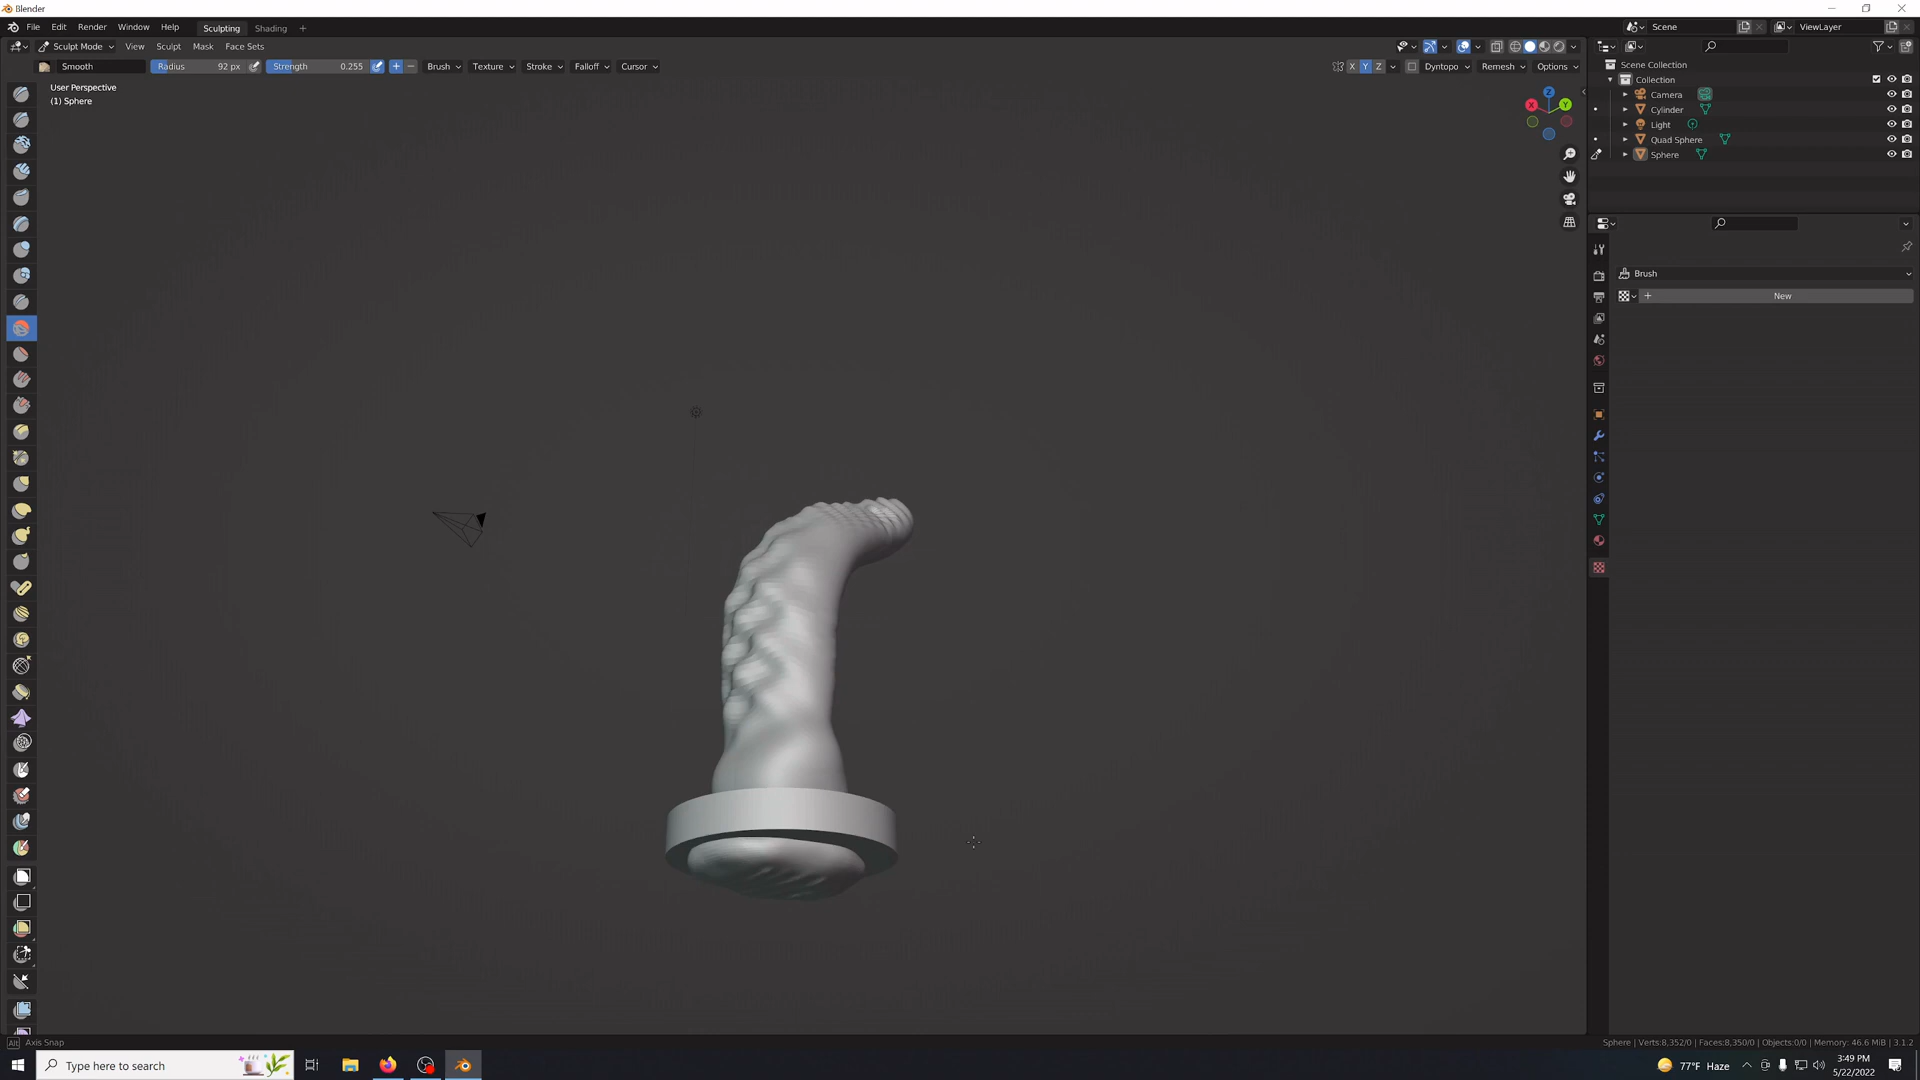 Blender
File Edit Render Window Help Sculpting Shading + Scene ViewLayer
Sculpt Mode View Sculpt Mask Face Sets
Smooth Radius 92 px Strength 0.255 Brush Texture Stroke Falloff Cursor X Y Z Dyntopo Remesh Options
User Perspective
(1) Sphere
Z
X Y
Scene Collection
Collection
Camera
Cylinder
Light
Quad Sphere
Sphere
Brush
+ New
Alt Axis Snap
Sphere | Verts:8,352/0 | Faces:8,350/0 | Objects:0/0 | Memory: 46.6 MiB | 3.1.2
Type here to search
77°F Haze
3:49 PM
5/22/2022